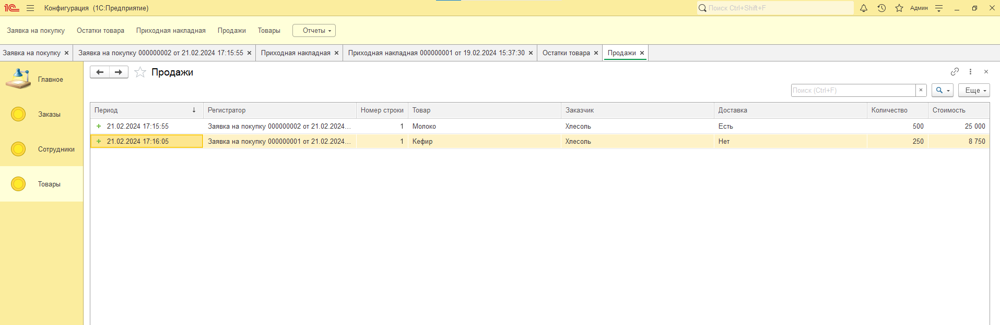 1С Конфигурация (1С:Предприятие) Поиск Ctrl+Shift+F Админ
Заявка на покупку Остатки товара Приходная накладная Продажи Товары Отчеты
Заявка на покупку × Заявка на покупку 000000002 от 21.02.2024 17:15:55 × Приходная накладная × Приходная накладная 000000001 от 19.02.2024 15:37:30 × Остатки товара × Продажи ×
Главное
Заказы
Сотрудники
Товары
Продажи
Поиск (Ctrl+F) × Еще
Период ↓ Регистратор Номер строки Товар Заказчик Доставка Количество Стоимость
21.02.2024 17:15:55 Заявка на покупку 000000002 от 21.02.2024... 1 Молоко Хлесоль Есть 500 25 000
21.02.2024 17:16:05 Заявка на покупку 000000001 от 21.02.2024... 1 Кефир Хлесоль Нет 250 8 750